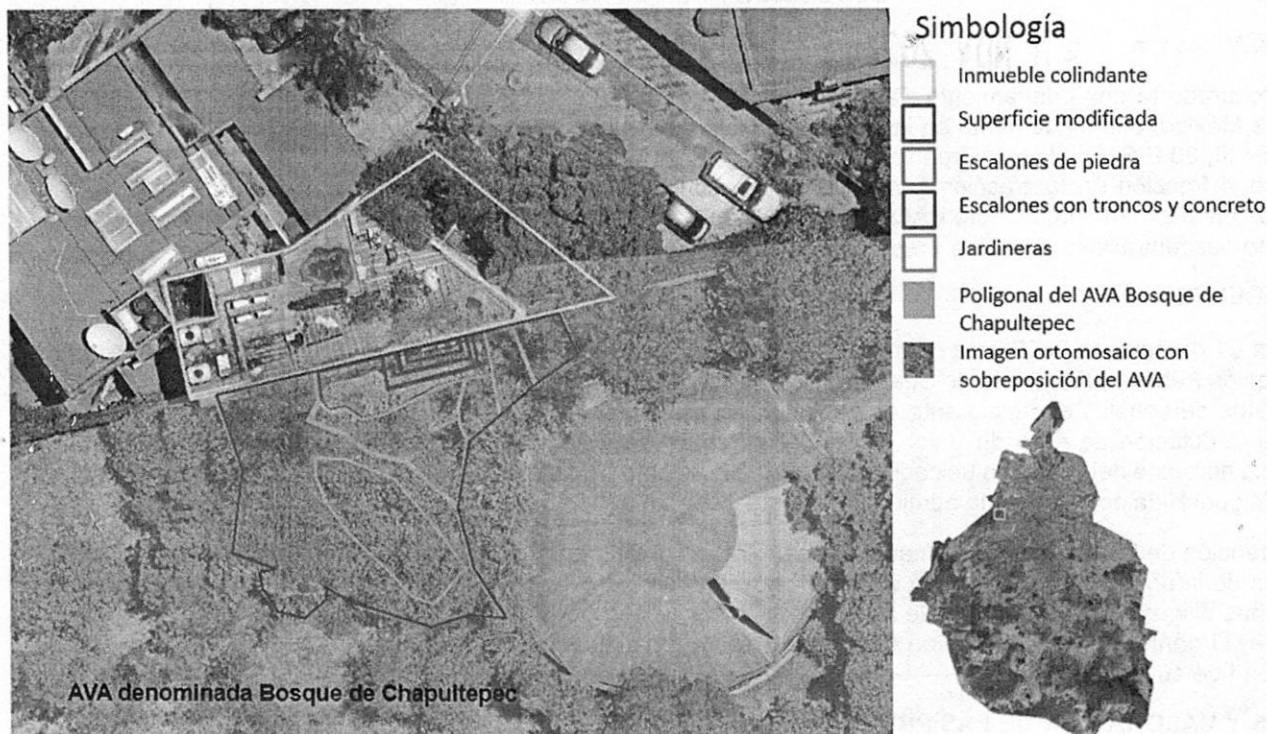 Simbología
Inmueble colindante
Superficie modificada
Escalones de piedra
Escalones con troncos y concreto
Jardineras
Poligonal del AVA Bosque de
Chapultepec
Imagen ortomosaico con
sobreposición del AVA
AVA denominada Bosque de Chapultepec